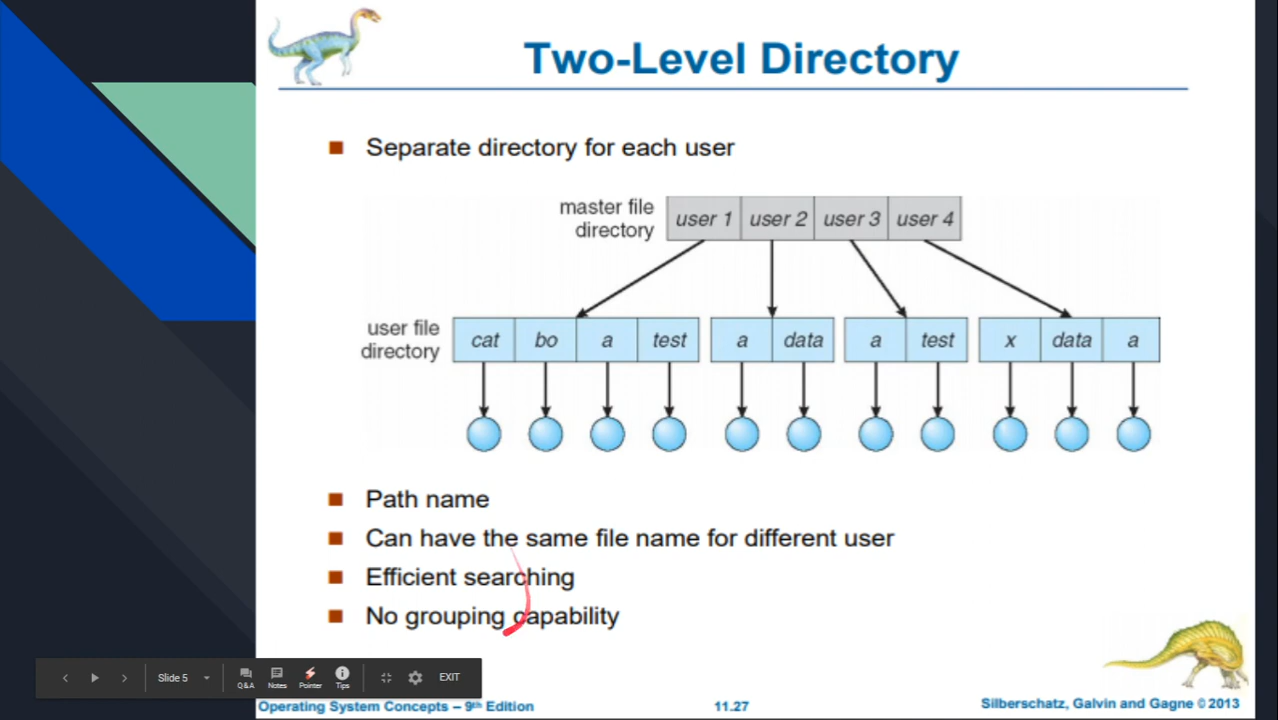 Two-Level Directory
Separate directory for each user
master file
directory
user 1 user 2 user 3 user 4
user file
directory
cat bo a test a data a test x data a
Path name
Can have the same file name for different user
Efficient searching
No grouping capability
Slide 5
Q&A Notes Pointer Tips
EXIT
Operating System Concepts – 9th Edition
11.27
Silberschatz, Galvin and Gagne ©2013